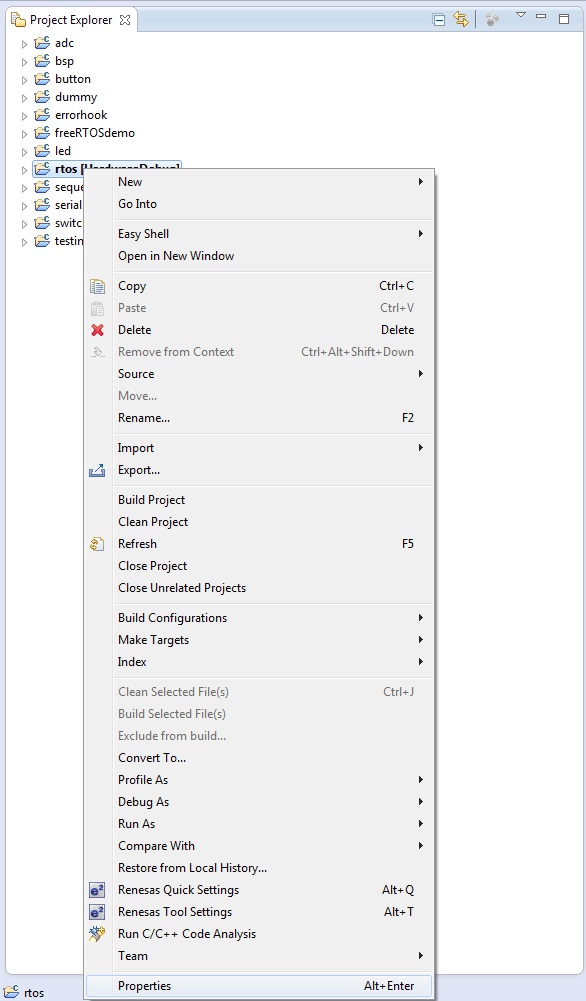 Project Explorer
adc
bsp
button
dummy
errorhook
freeRTOSdemo
led
rtos [HardwareDebug]
seque
serial
switc
testin
New
Go Into
Easy Shell
Open in New Window
Copy Ctrl+C
Paste Ctrl+V
Delete Delete
Remove from Context Ctrl+Alt+Shift+Down
Source
Move...
Rename... F2
Import
Export...
Build Project
Clean Project
Refresh F5
Close Project
Close Unrelated Projects
Build Configurations
Make Targets
Index
Clean Selected File(s) Ctrl+J
Build Selected File(s)
Exclude from build...
Convert To...
Profile As
Debug As
Run As
Compare With
Restore from Local History...
Renesas Quick Settings Alt+Q
Renesas Tool Settings Alt+T
Run C/C++ Code Analysis
Team
Properties Alt+Enter
rtos